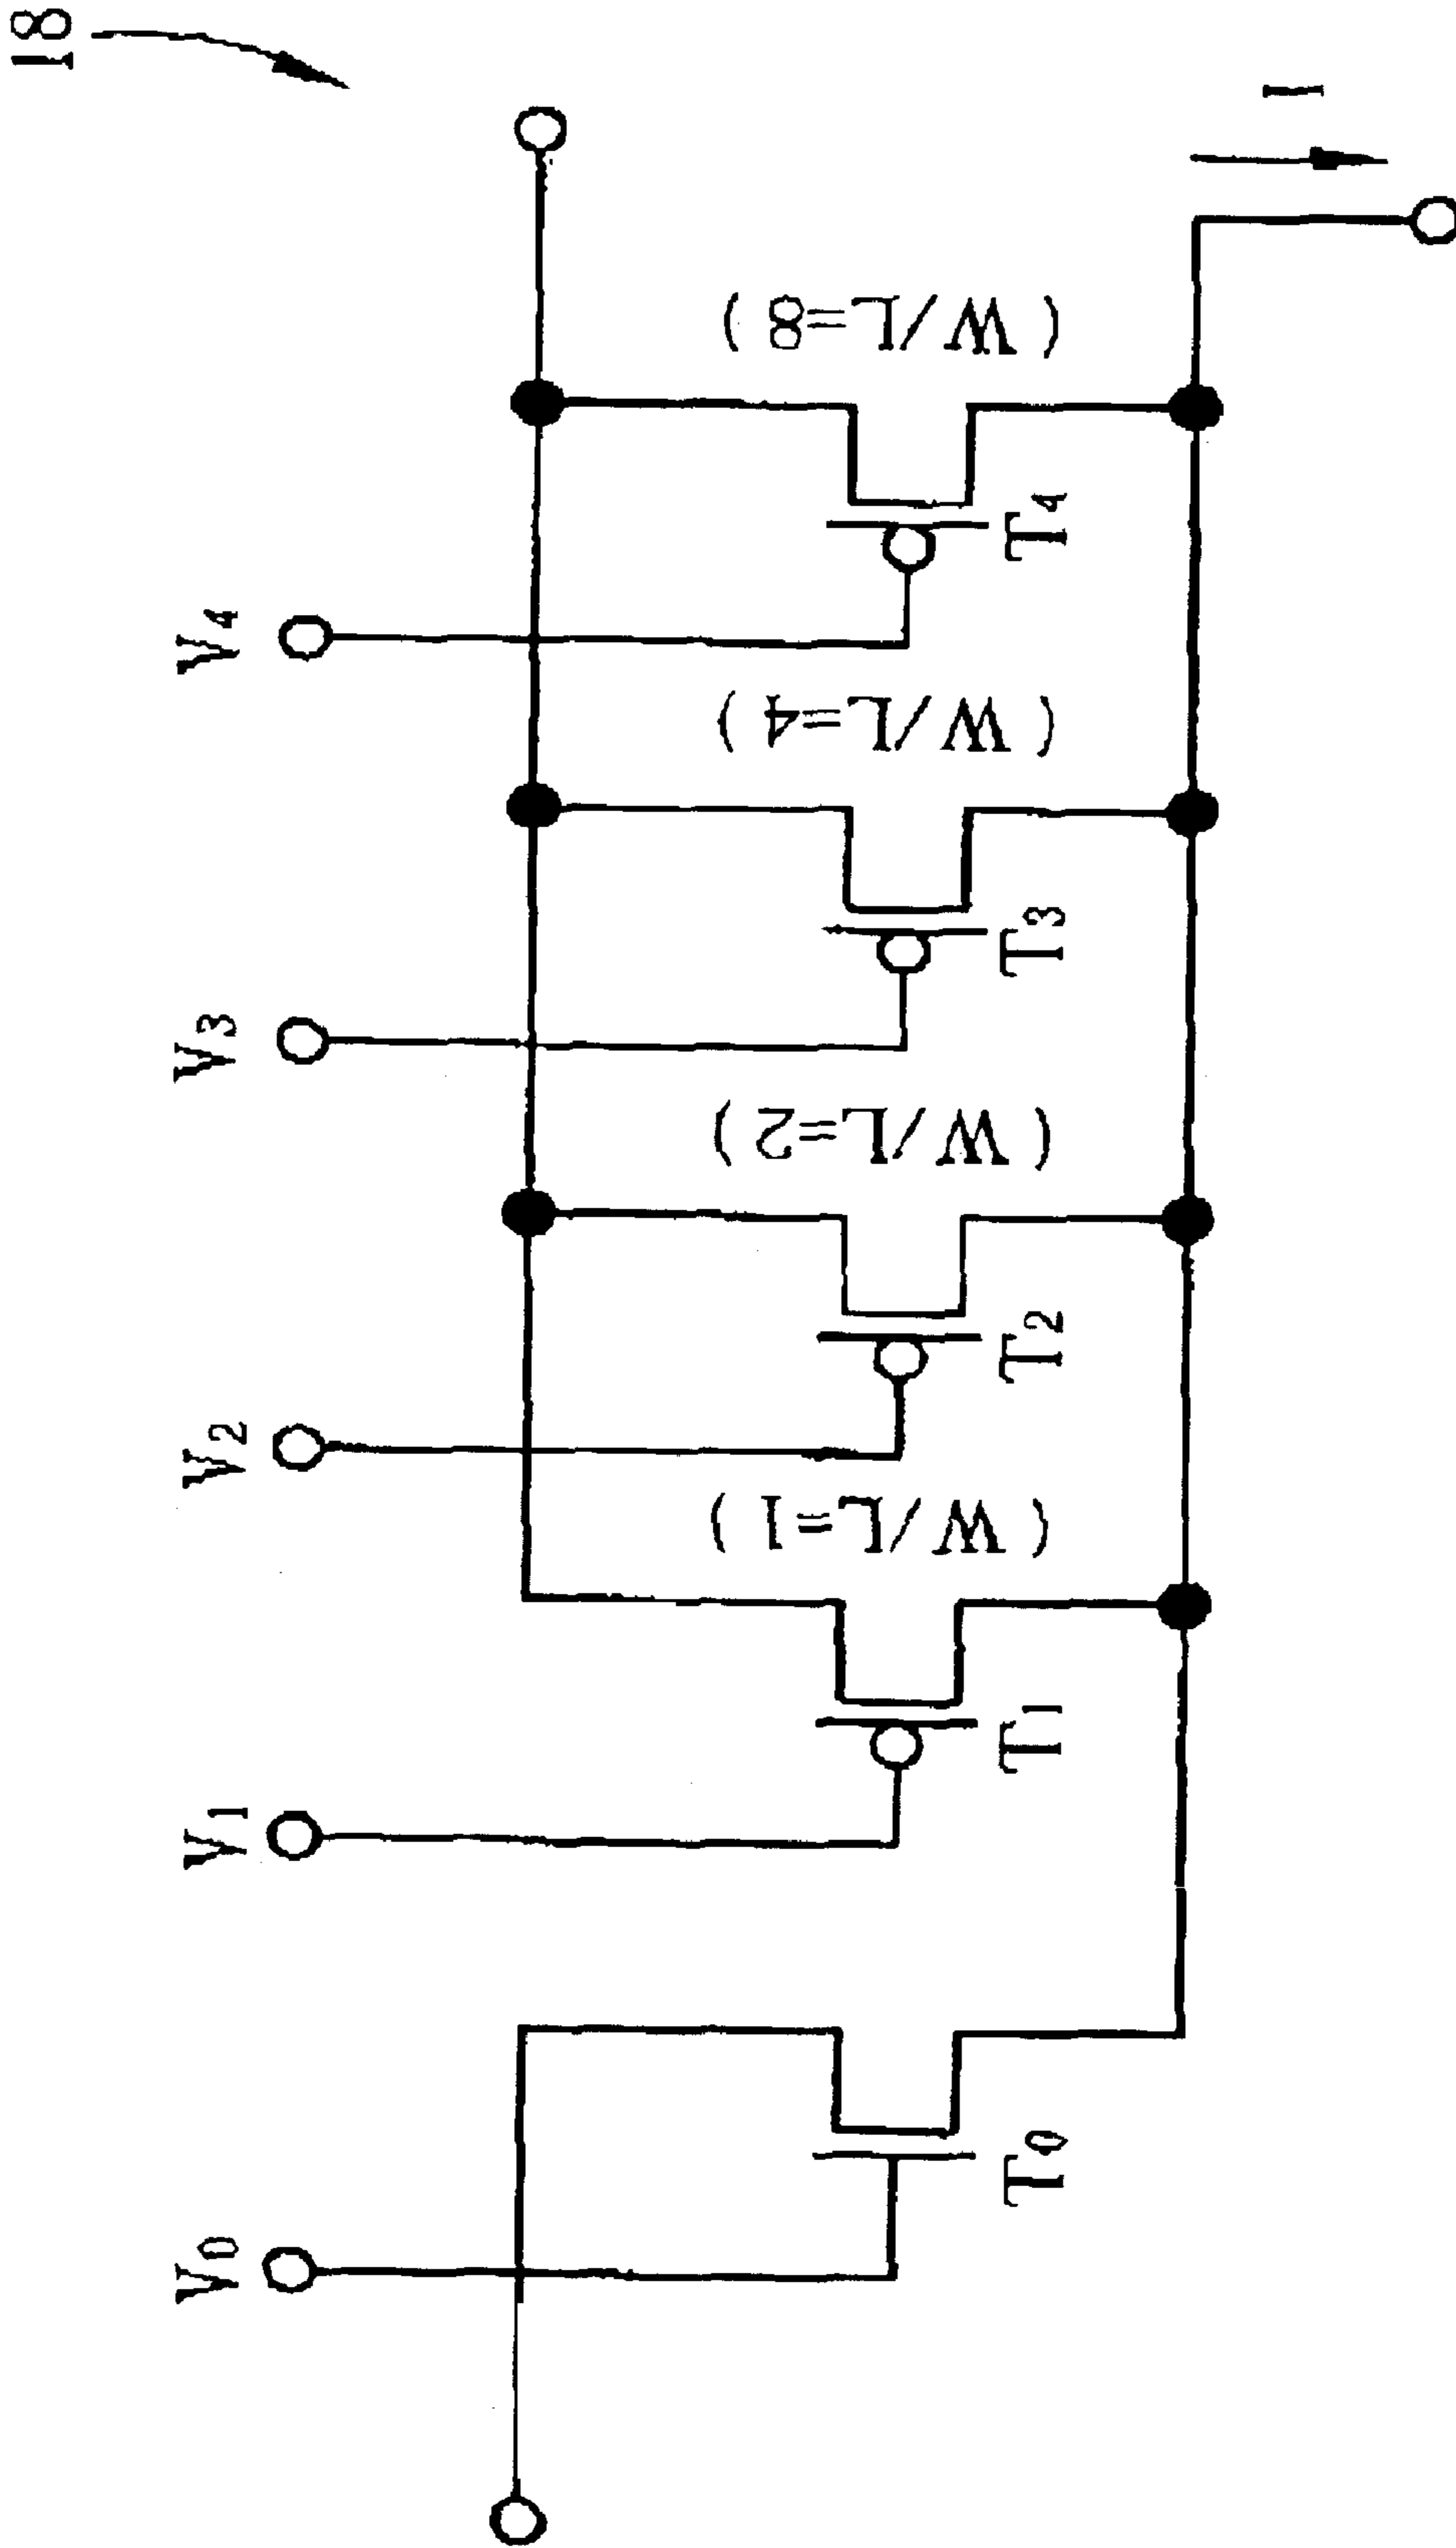 18
V0
V1
V2
V3
V4
T0
T1
T2
T3
T4
(W/L=1)
(W/L=2)
(W/L=4)
(W/L=8)
I